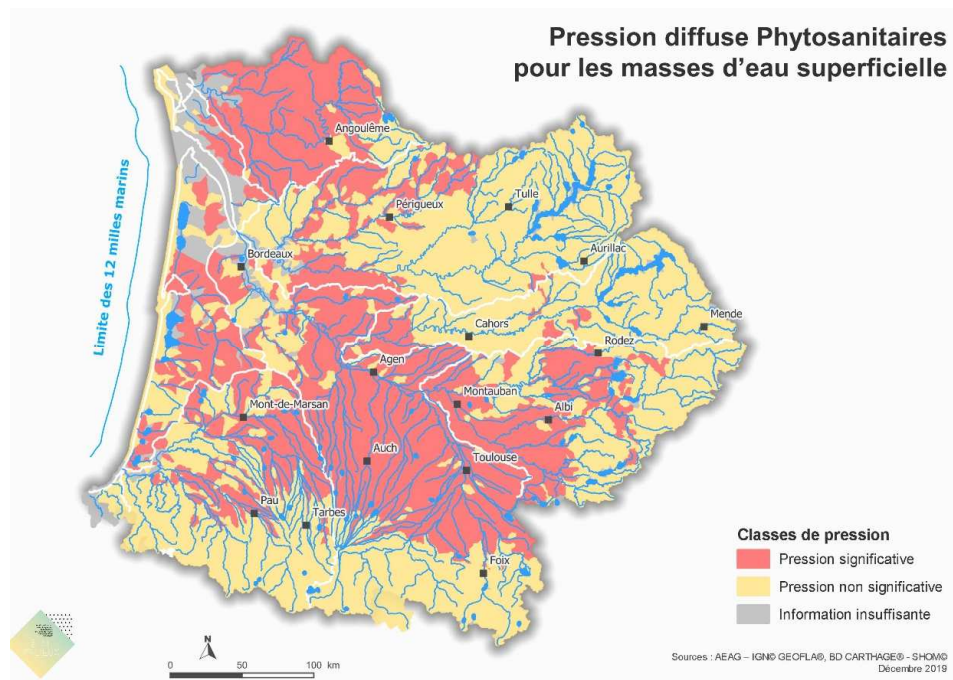 Pression diffuse Phytosanitaires
pour les masses d'eau superficielle
Limite des 12 milles marins
Angoulême
Tulle
Périgueux
Aurillac
Bordeaux
Mende
Cahors
Rodez
Agen
Montauban
Mont-de-Marsan
Albi
Auch
Toulouse
Pau
Tarbes
Foix
Classes de pression
Pression significative
Pression non significative
Information insuffisante
N
0 50 100 km
Sources : AEAG – IGN© GEOFLA®, BD CARTHAGE® - SHOM©
Décembre 2019